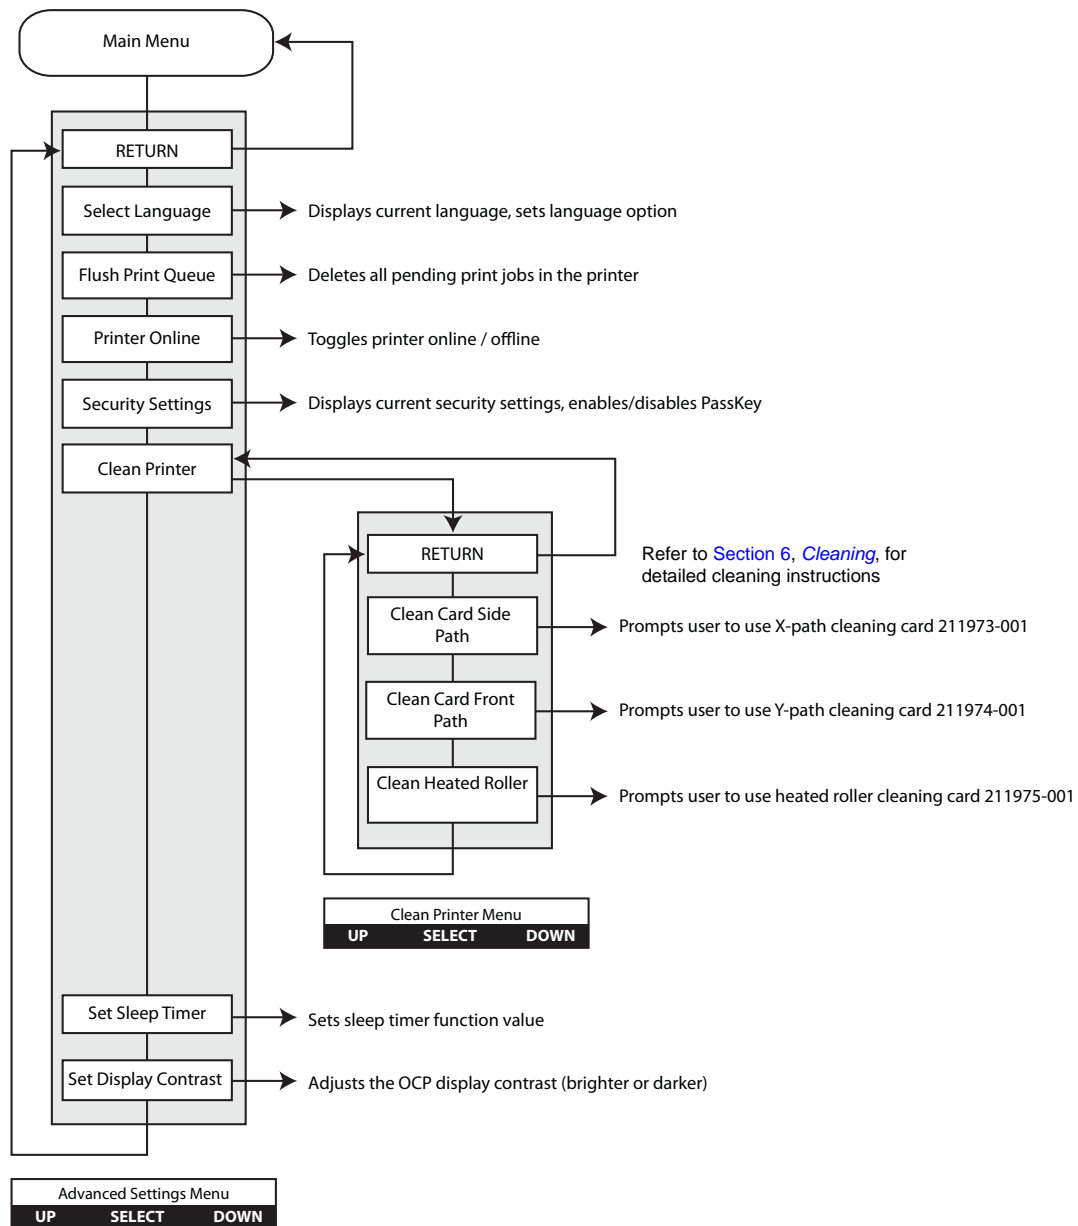 Main Menu
RETURN
Select Language
Displays current language, sets language option
Flush Print Queue
Deletes all pending print jobs in the printer
Printer Online
Toggles printer online / offline
Security Settings
Displays current security settings, enables/disables PassKey
Clean Printer
RETURN
Refer to Section 6, Cleaning, for
detailed cleaning instructions
Clean Card Side
Path
Prompts user to use X-path cleaning card 211973-001
Clean Card Front
Path
Prompts user to use Y-path cleaning card 211974-001
Clean Heated Roller
Prompts user to use heated roller cleaning card 211975-001
Clean Printer Menu
UP SELECT DOWN
Set Sleep Timer
Sets sleep timer function value
Set Display Contrast
Adjusts the OCP display contrast (brighter or darker)
Advanced Settings Menu
UP SELECT DOWN